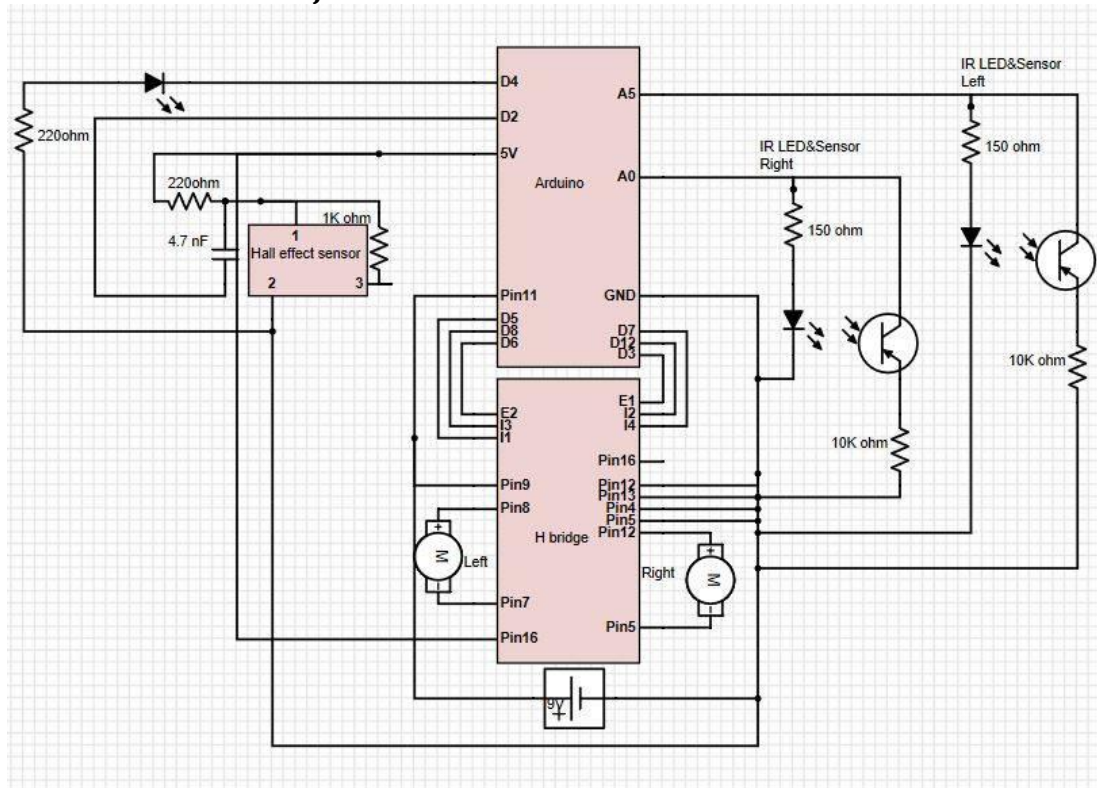 IR LED&Sensor
Left
D4
A5
D2
220ohm
150 ohm
5V
IR LED&Sensor
Right
Arduino
A0
220ohm
1K ohm
150 ohm
1
4.7 nF
Hall effect sensor
2
3
Pin11
GND
D5
D8
D6
D7
D12
D3
10K ohm
E2
I3
I1
E1
I2
I4
10K ohm
Pin16
Pin9
Pin12
Pin13
Pin8
Pin4
Pin5
H bridge
Pin12
M
Left
Right
M
Pin7
Pin5
Pin16
9V